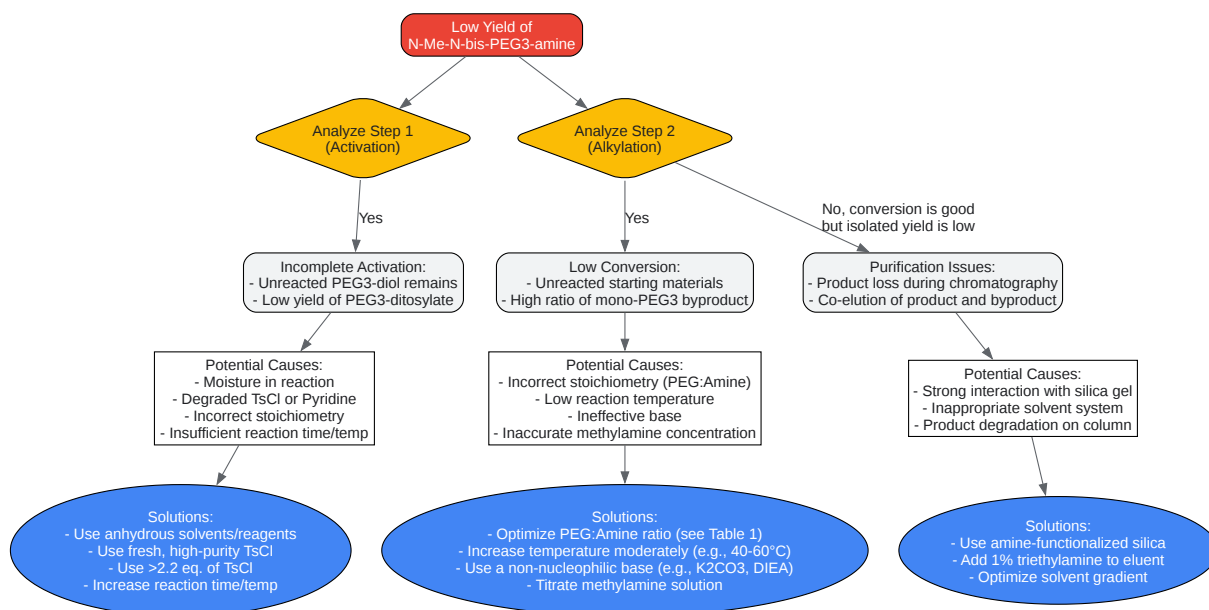 Low Yield of
N-Me-N-bis-PEG3-amine
Analyze Step 1
(Activation)
Analyze Step 2
(Alkylation)
Yes
Yes
No, conversion is good
but isolated yield is low
Incomplete Activation:
- Unreacted PEG3-diol remains
- Low yield of PEG3-ditosylate
Low Conversion:
- Unreacted starting materials
- High ratio of mono-PEG3 byproduct
Purification Issues:
- Product loss during chromatography
- Co-elution of product and byproduct
Potential Causes:
- Moisture in reaction
- Degraded TsCl or Pyridine
- Incorrect stoichiometry
- Insufficient reaction time/temp
Potential Causes:
- Incorrect stoichiometry (PEG:Amine)
- Low reaction temperature
- Ineffective base
- Inaccurate methylamine concentration
Potential Causes:
- Strong interaction with silica gel
- Inappropriate solvent system
- Product degradation on column
Solutions:
- Use anhydrous solvents/reagents
- Use fresh, high-purity TsCl
- Use >2.2 eq. of TsCl
- Increase reaction time/temp
Solutions:
- Optimize PEG:Amine ratio (see Table 1)
- Increase temperature moderately (e.g., 40-60°C)
- Use a non-nucleophilic base (e.g., K2CO3, DIEA)
- Titrate methylamine solution
Solutions:
- Use amine-functionalized silica
- Add 1% triethylamine to eluent
- Optimize solvent gradient